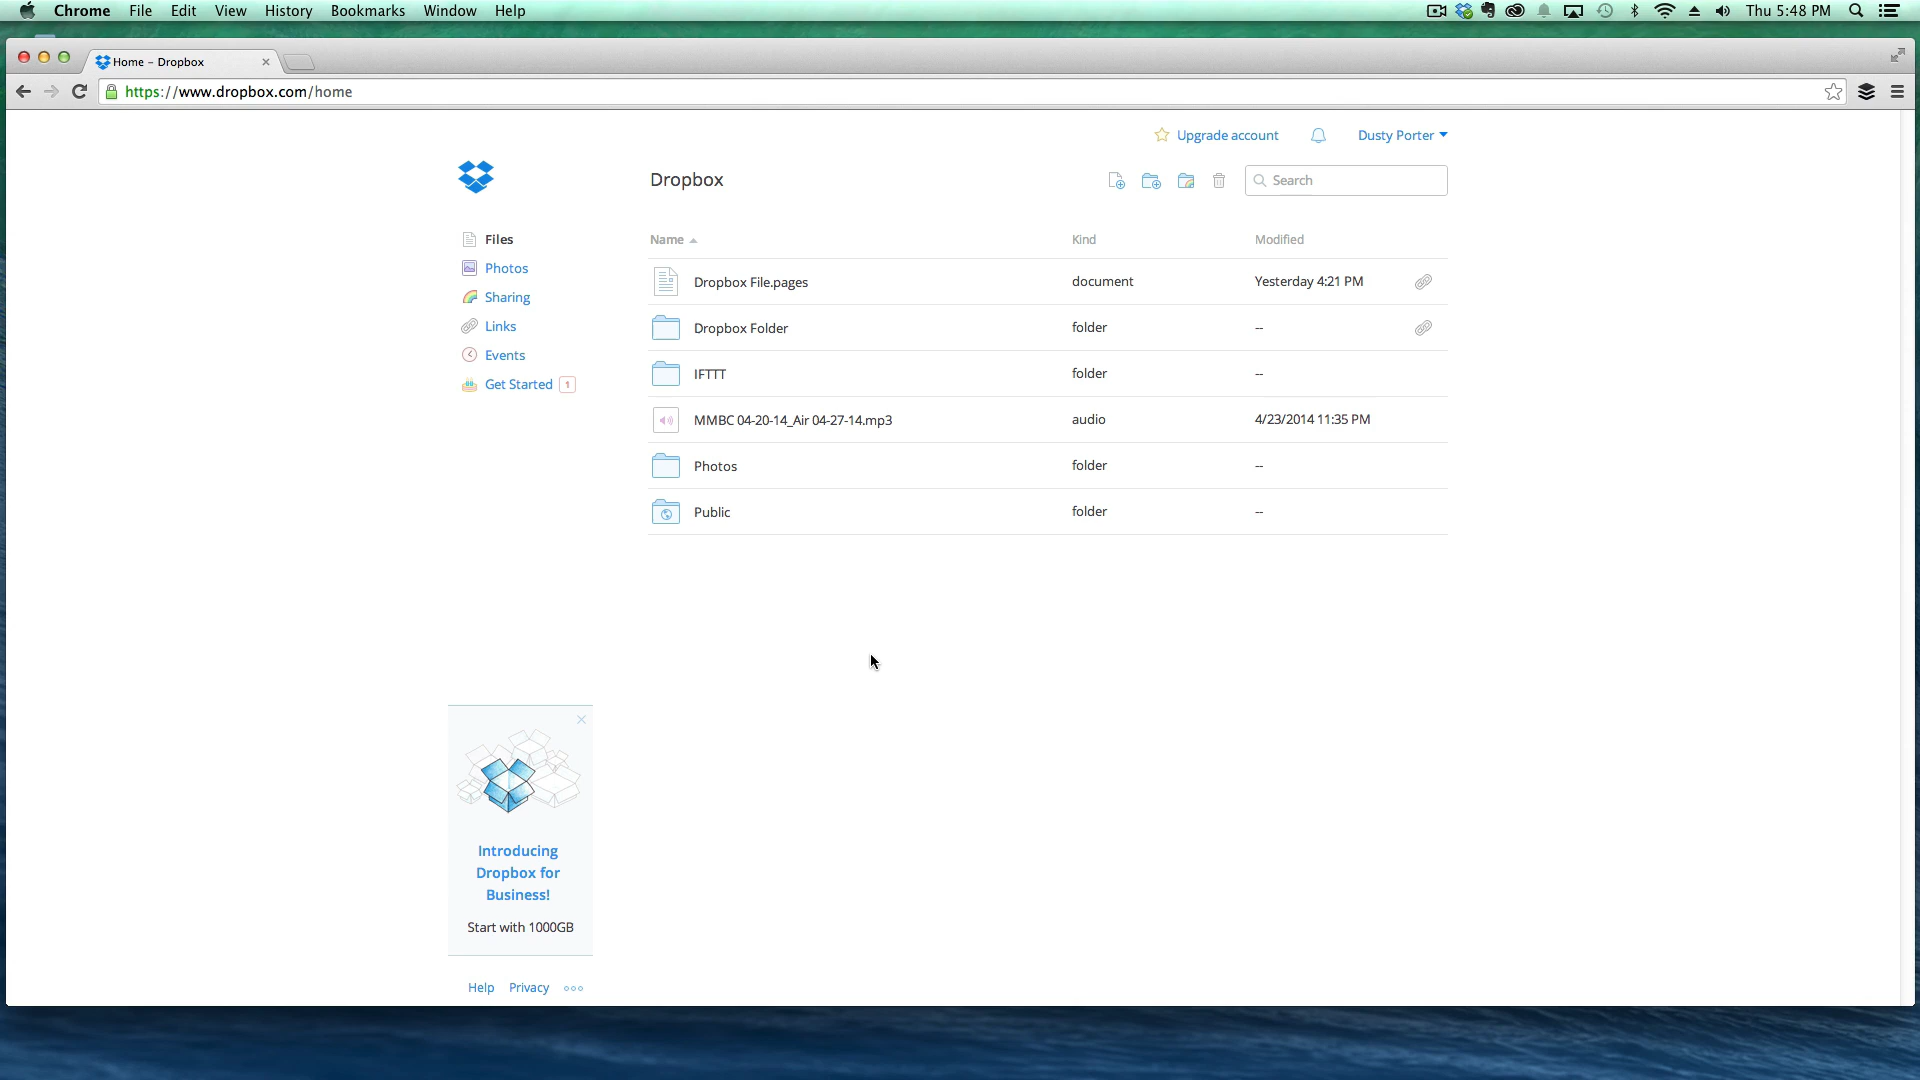 Chrome File Edit View History Bookmarks Window Help Thu 5:48 PM
Home – Dropbox
https://www.dropbox.com/home
Upgrade account Dusty Porter
Dropbox Search
Files
Photos
Sharing
Links
Events
Get Started 1
Name Kind Modified
Dropbox File.pages document Yesterday 4:21 PM
Dropbox Folder folder --
IFTTT folder --
MMBC 04-20-14_Air 04-27-14.mp3 audio 4/23/2014 11:35 PM
Photos folder --
Public folder --
Introducing
Dropbox for
Business!
Start with 1000GB
Help Privacy